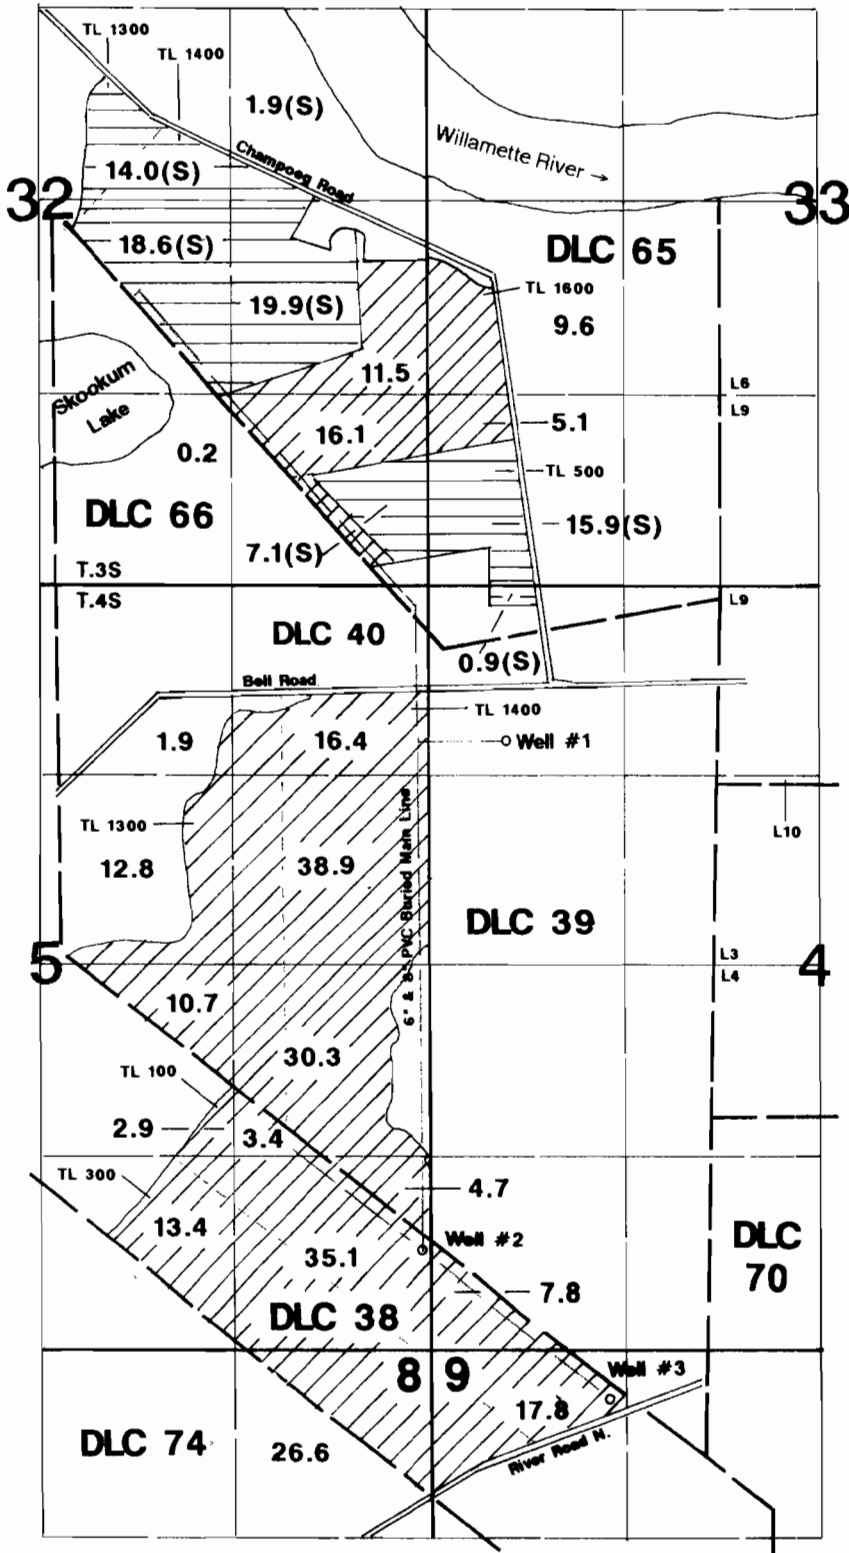 TL 1300
TL 1400
1.9(S)
Willamette River →
Champoeg Road
14.0(S)
32
33
18.6(S)
DLC 65
TL 1600
19.9(S)
9.6
11.5
L6
Skookum
Lake
L9
16.1
5.1
0.2
TL 500
DLC 66
15.9(S)
7.1(S)
T.3S
T.4S
L9
DLC 40
0.9(S)
Bell Road
TL 1400
1.9
16.4
Well #1
6" & 8" PVC Buried Main Line
TL 1300
L10
12.8
38.9
DLC 39
5
L3
4
L4
10.7
30.3
TL 100
2.9
3.4
TL 300
4.7
13.4
Well #2
DLC
70
35.1
7.8
DLC 38
8 9
Well #3
17.8
DLC 74
26.6
River Road N.